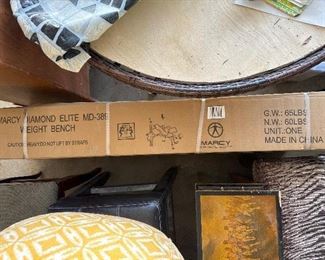 MARCY DIAMOND ELITE MD-389
WEIGHT BENCH
CAUTION: HEAVY/DO NOT LIFT BY STRAPS
MARCY
G.W.: 65LBS
N.W.: 60LBS
UNIT.:ONE
MADE IN CHINA